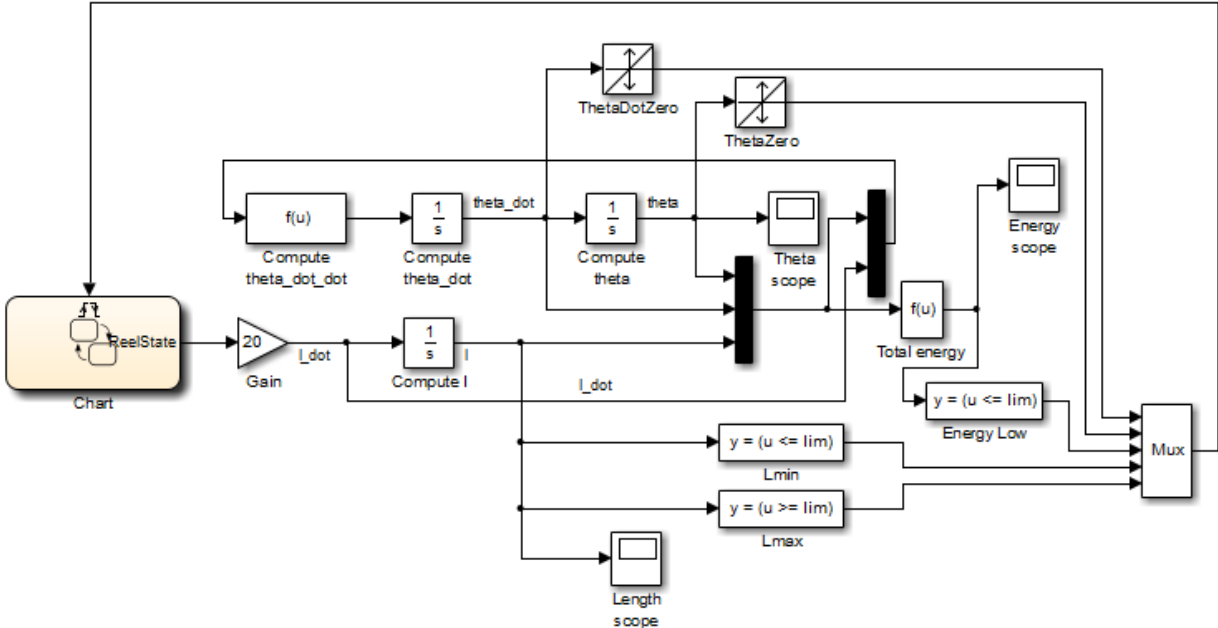 ThetaDotZero
ThetaZero
Energy
scope
f(u)
Compute
theta_dot_dot
1
s
Compute
theta_dot
theta_dot
1
s
Compute
theta
theta
Theta
scope
ReelState
Chart
20
Gain
l_dot
1
s
Compute l
l
l_dot
f(u)
Total energy
y = (u <= lim)
Energy Low
y = (u <= lim)
Lmin
y = (u >= lim)
Lmax
Mux
Length
scope